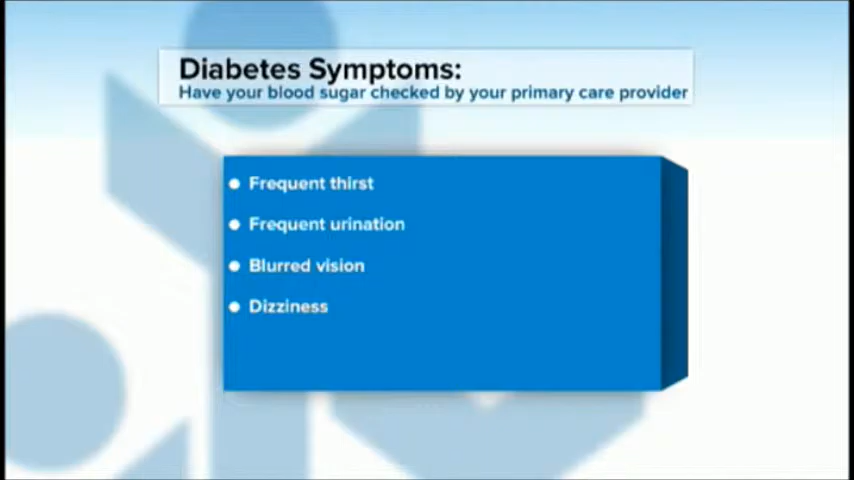 Diabetes Symptoms:
Have your blood sugar checked by your primary care provider
Frequent thirst
Frequent urination
Blurred vision
Dizziness